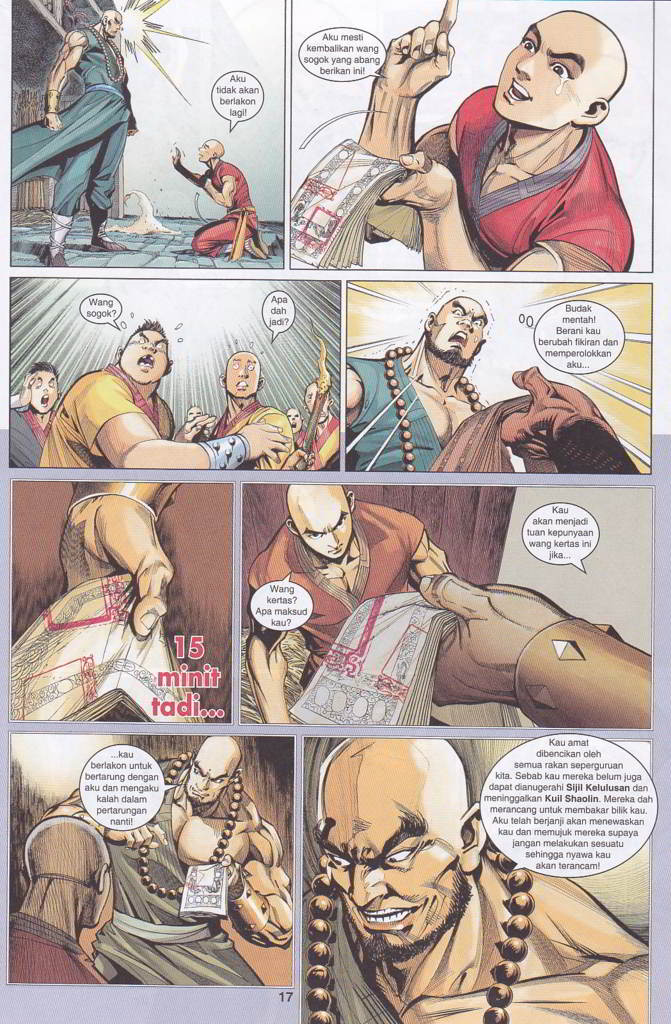 Aku
tidak akan
berlakon
lagi!
Aku mesti
kembalikan wang
sogok yang abang
berikan ini!
Wang
sogok?
Apa
dah
jadi?
Budak
mentah!
Berani kau
berubah fikiran dan
memperolokkan
aku...
15
minit
tadi...
Kau
akan menjadi
tuan kepunyaan
wang kertas ini
jika...
Wang
kertas?
Apa maksud
kau?
...kau
berlakon untuk
bertarung dengan
aku dan mengaku
kalah dalam
pertarungan
nanti!
Kau amat
dibencikan oleh
semua rakan seperguruan
kita. Sebab kau mereka belum juga
dapat dianugerahi Sijil Kelulusan dan
meninggalkan Kuil Shaolin. Mereka dah
merancang untuk membakar bilik kau.
Aku telah berjanji akan menewaskan
kau dan memujuk mereka supaya
jangan melakukan sesuatu
sehingga nyawa kau
akan terancam!
17